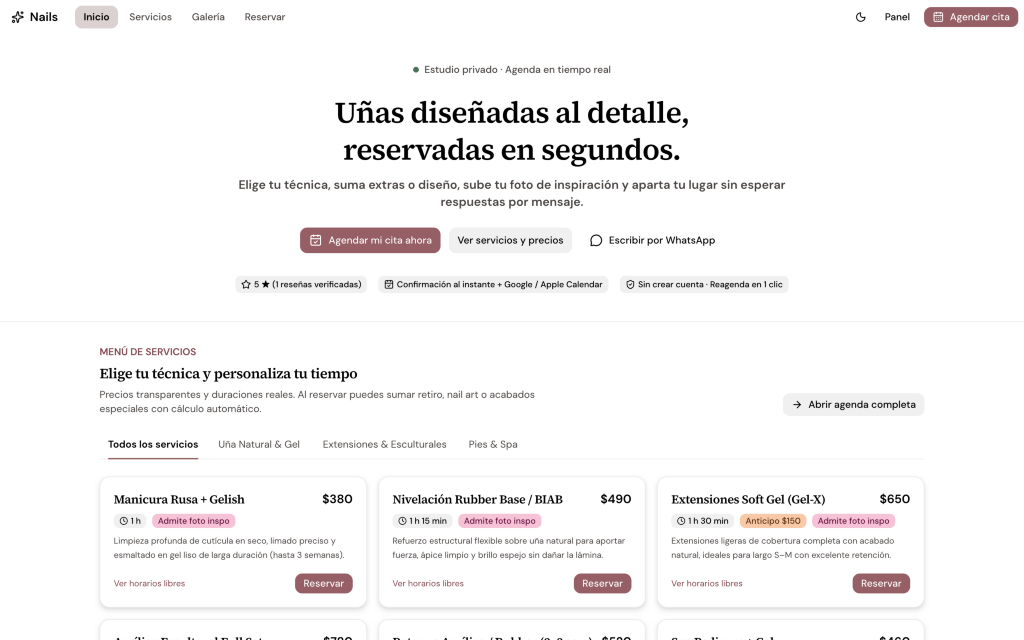 Nails
Inicio
Servicios
Galería
Reservar
Panel
Agendar cita
Estudio privado · Agenda en tiempo real
Uñas diseñadas al detalle,
reservadas en segundos.
Elige tu técnica, suma extras o diseño, sube tu foto de inspiración y aparta tu lugar sin esperar
respuestas por mensaje.
Agendar mi cita ahora
Ver servicios y precios
Escribir por WhatsApp
5 ★ (1 reseñas verificadas)
Confirmación al instante + Google / Apple Calendar
Sin crear cuenta · Reagenda en 1 clic
MENÚ DE SERVICIOS
Elige tu técnica y personaliza tu tiempo
Precios transparentes y duraciones reales. Al reservar puedes sumar retiro, nail art o acabados
especiales con cálculo automático.
Abrir agenda completa
Todos los servicios
Uña Natural & Gel
Extensiones & Esculturales
Pies & Spa
Manicura Rusa + Gelish
$380
1 h
Admite foto inspo
Limpieza profunda de cutícula en seco, limado preciso y
esmaltado en gel liso de larga duración (hasta 3 semanas).
Ver horarios libres
Reservar
Nivelación Rubber Base / BIAB
$490
1 h 15 min
Admite foto inspo
Refuerzo estructural flexible sobre uña natural para aportar
fuerza, ápice limpio y brillo espejo sin dañar la lámina.
Ver horarios libres
Reservar
Extensiones Soft Gel (Gel-X)
$650
1 h 30 min
Anticipo $150
Admite foto inspo
Extensiones ligeras de cobertura completa con acabado
natural, ideales para largo S–M con excelente retención.
Ver horarios libres
Reservar